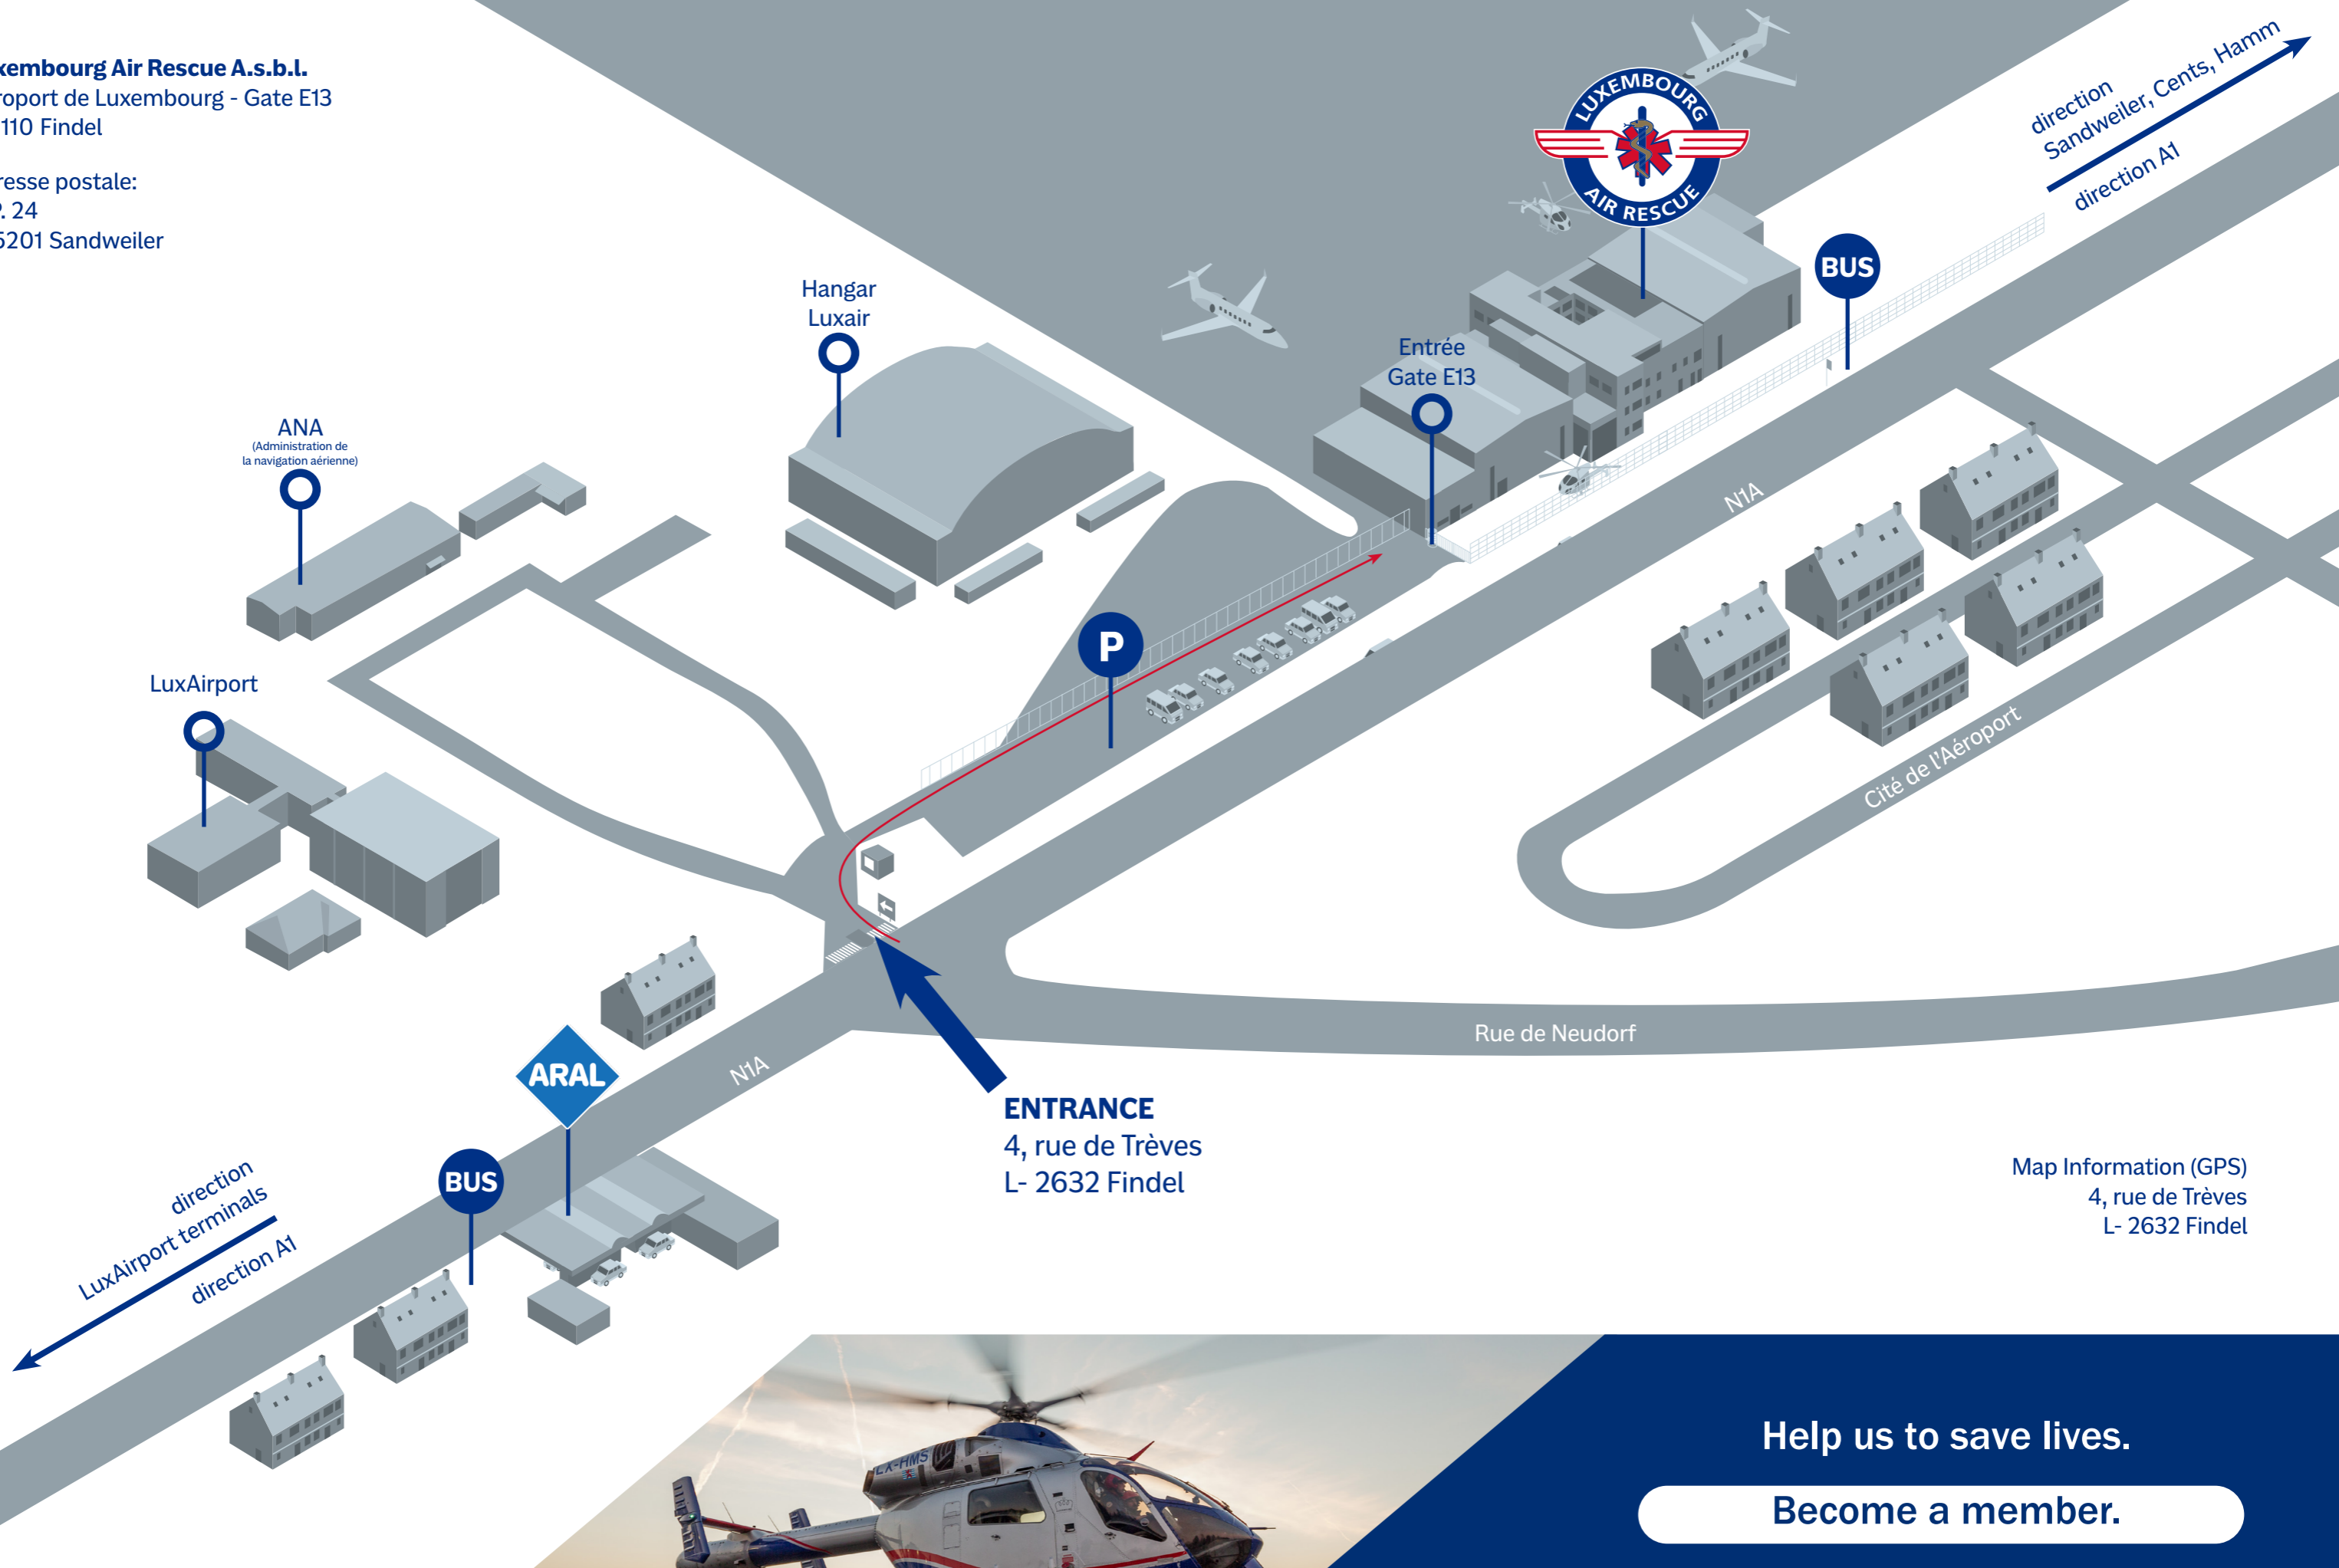 xembourg Air Rescue A.s.b.l.
roport de Luxembourg - Gate E13
110 Findel
resse postale:
. 24
5201 Sandweiler
LUXEMBOURG
AIR RESCUE
direction
Sandweiler, Cents, Hamm
direction A1
BUS
Hangar
Luxair
Entrée
Gate E13
ANA
(Administration de
la navigation aérienne)
N1A
P
LuxAirport
Cité de l'Aéroport
Rue de Neudorf
N1A
ARAL
ENTRANCE
4, rue de Trèves
L- 2632 Findel
BUS
direction
LuxAirport terminals
direction A1
Map Information (GPS)
4, rue de Trèves
L- 2632 Findel
LX-HMS
Help us to save lives.
Become a member.